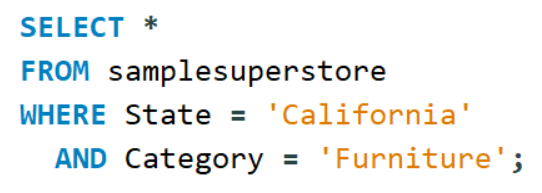 SELECT *
FROM samplesuperstore
WHERE State = 'California'
  AND Category = 'Furniture';